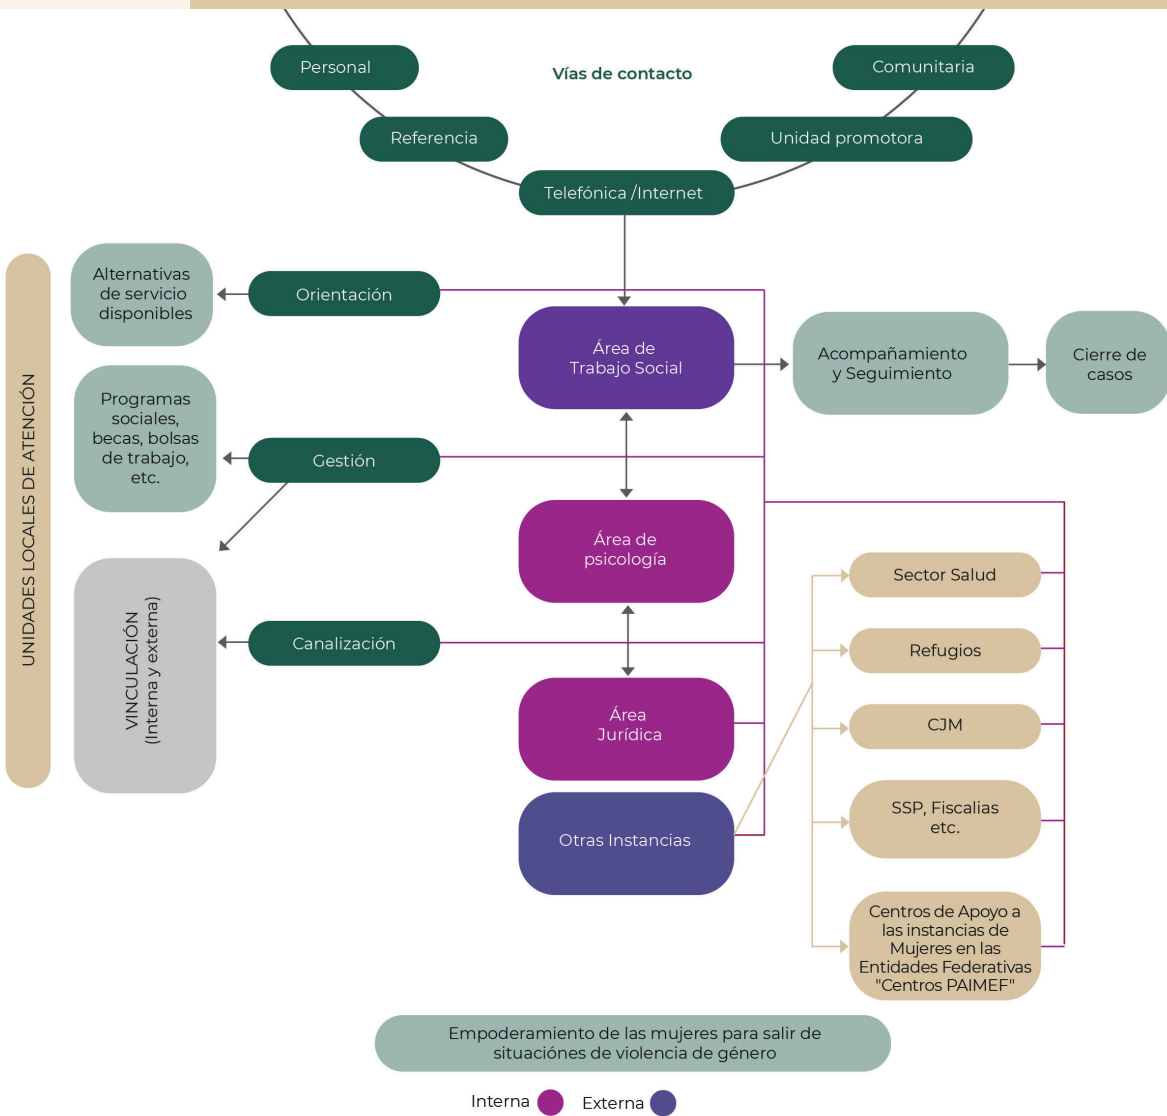 Personal
Vías de contacto
Comunitaria
Referencia
Unidad promotora
Telefónica /Internet
UNIDADES LOCALES DE ATENCIÓN
Alternativas
de servicio
disponibles
Orientación
Área de
Trabajo Social
Acompañamiento
y Seguimiento
Cierre de
casos
Programas
sociales,
becas, bolsas
de trabajo,
etc.
Gestión
Área de
psicología
VINCULACIÓN
(Interna y externa)
Canalización
Área
Jurídica
Otras Instancias
Sector Salud
Refugios
CJM
SSP, Fiscalias
etc.
Centros de Apoyo a
las instancias de
Mujeres en las
Entidades Federativas
"Centros PAIMEF"
Empoderamiento de las mujeres para salir de
situaciónes de violencia de género
Interna
Externa